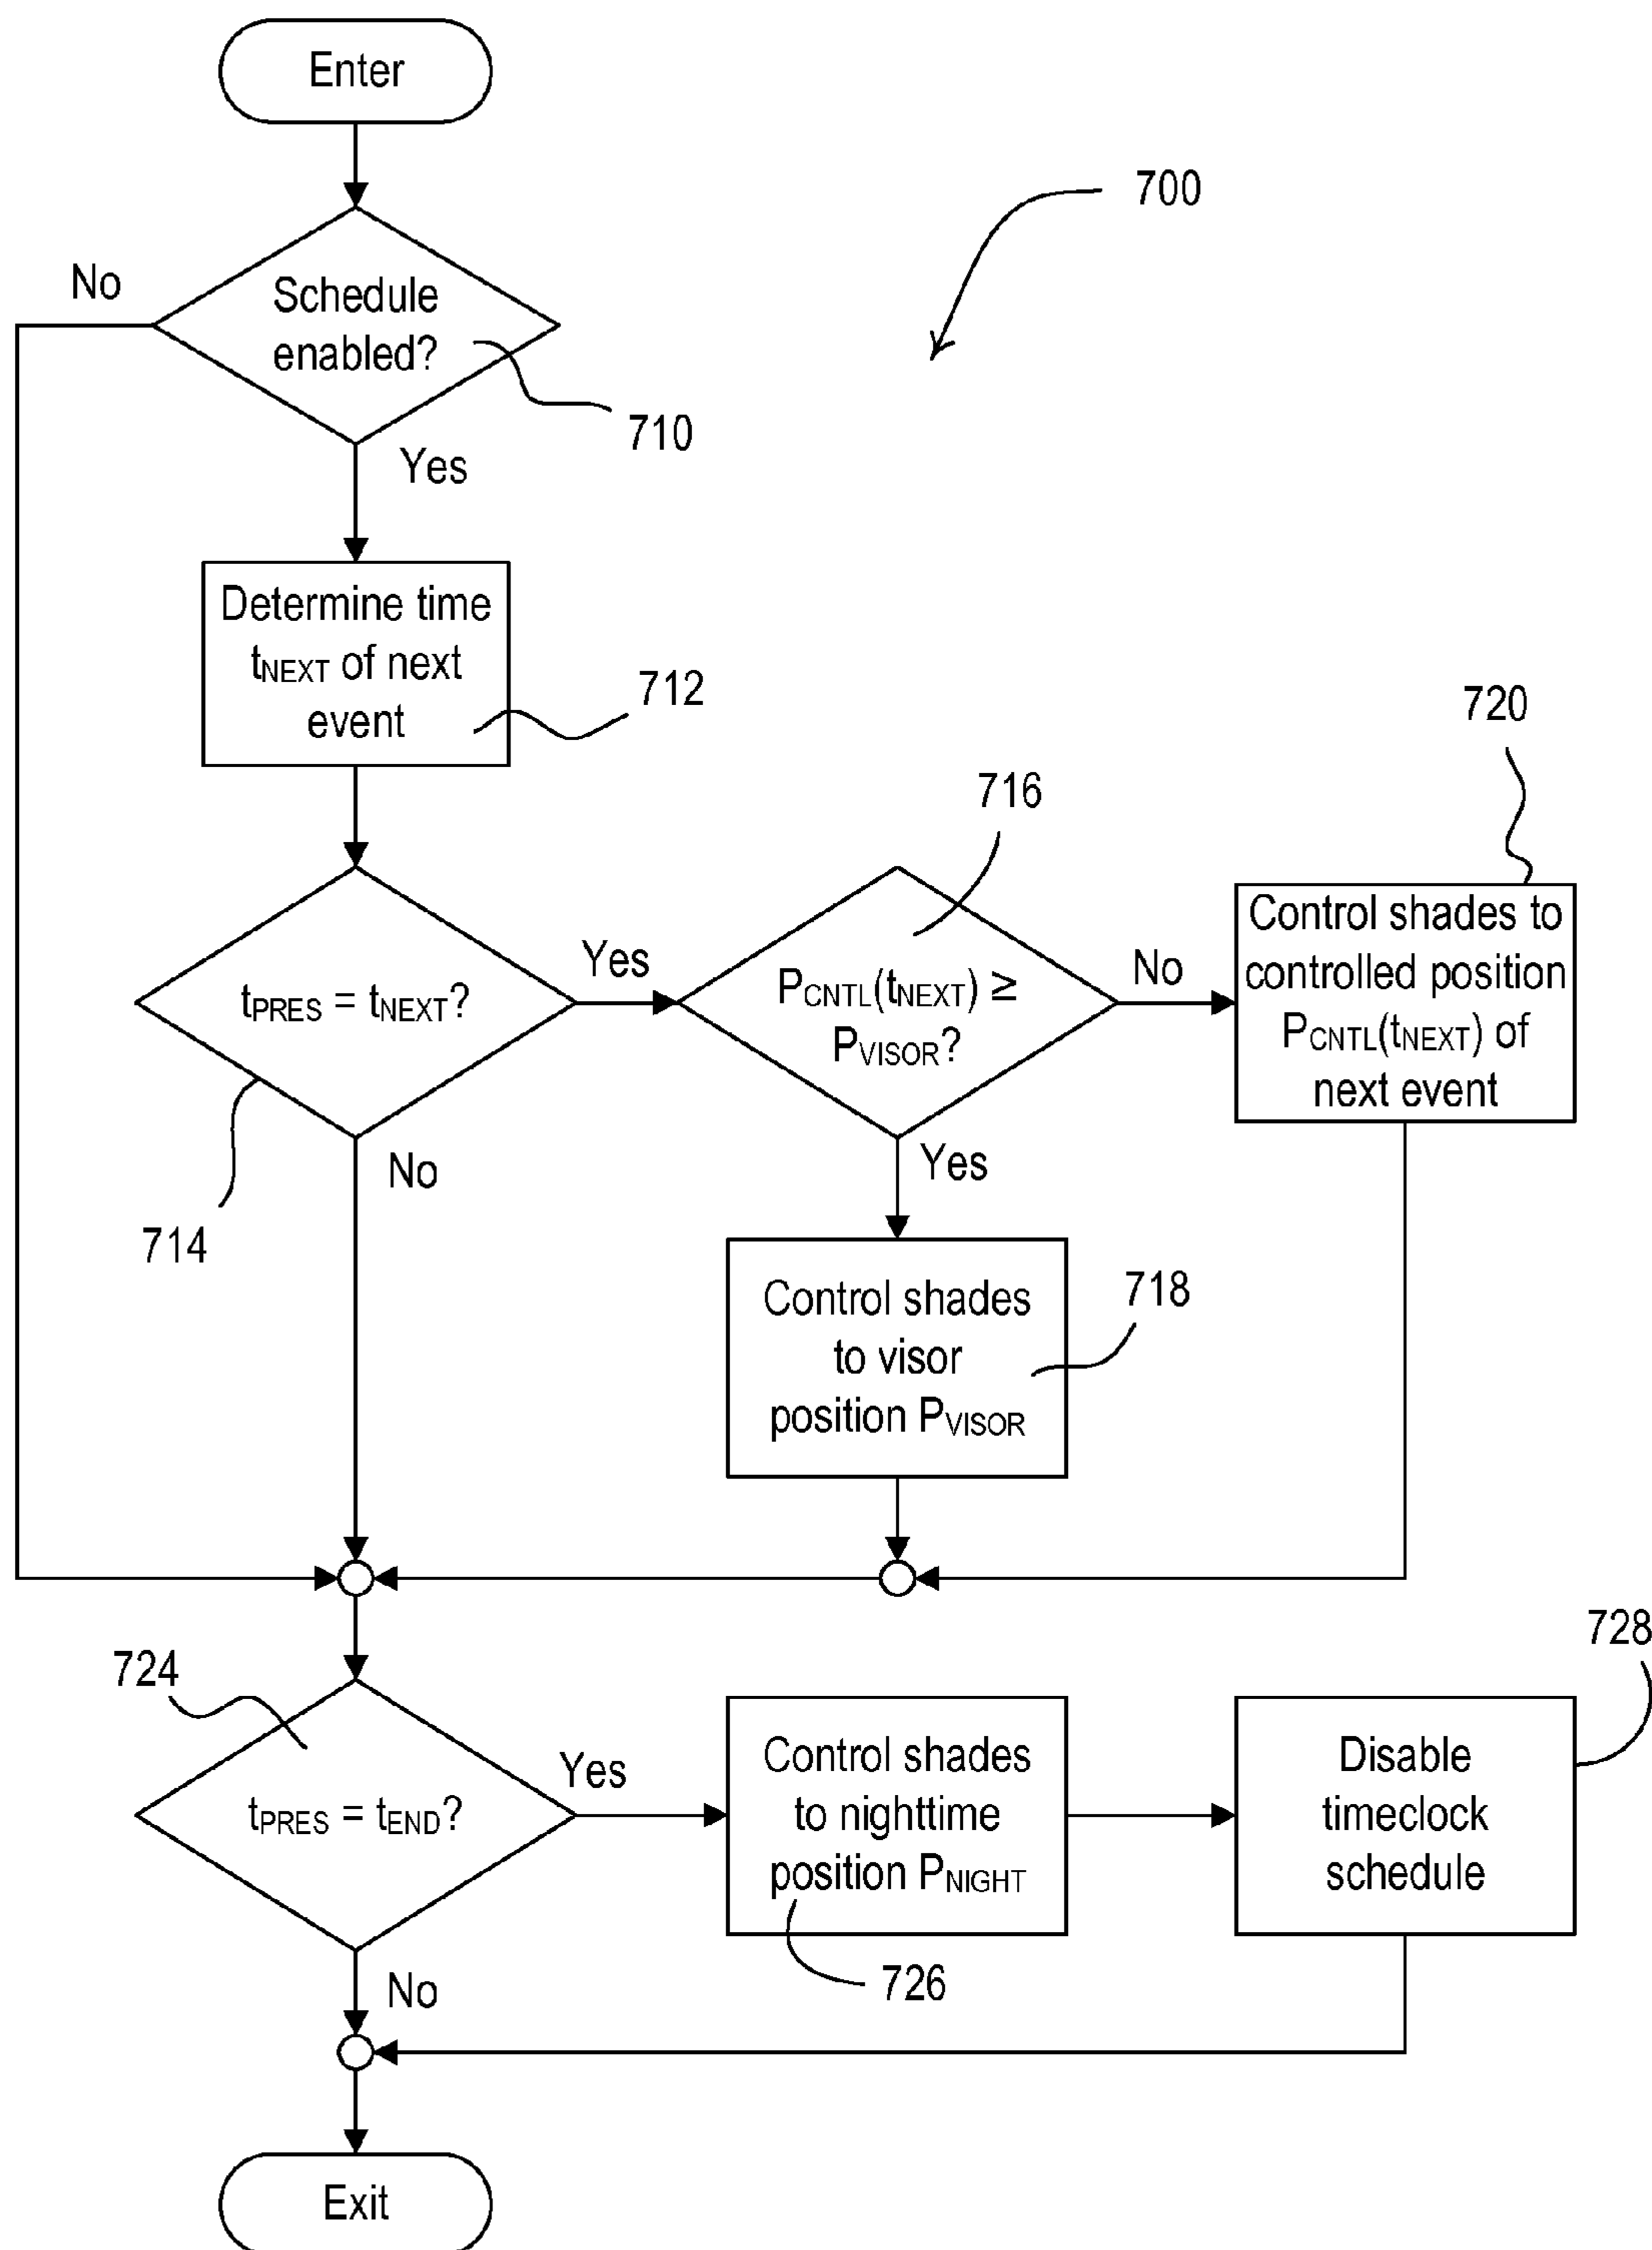 Enter
700
No
Schedule
enabled?
710
Yes
Determine time
tNEXT of next
event
712
720
716
Control shades to
controlled position
PCNTL(tNEXT) of
next event
Yes
No
tPRES = tNEXT?
PCNTL(tNEXT) ≥
PVISOR?
No
Yes
714
Control shades
to visor
position PVISOR
718
728
724
Yes
Control shades
to nighttime
position PNIGHT
Disable
timeclock
schedule
tPRES = tEND?
726
No
Exit